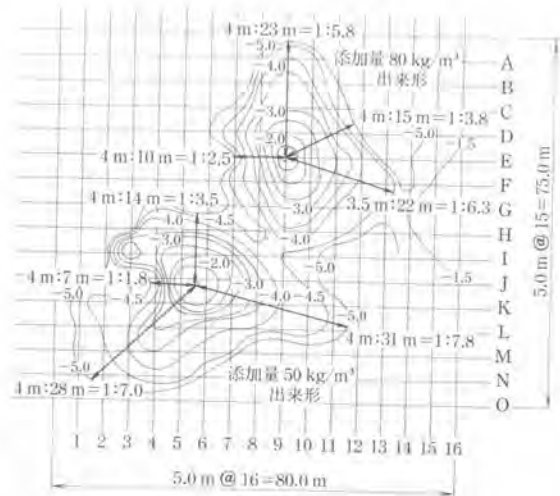 4 m:23 m=1:5.8
-5.0
-4.0
添加量 80 kg/m³
出来形
A
B
-3.0
C
4 m:15 m=1:3.8
-2.0
D
-5.0
-4.5
4 m:10 m=1:2.5
E
F
4 m:14 m=1:3.5
3.5 m:22 m=1:6.3
-3.0
G
-4.0
-4.5
-3.0
-4.0
H
-2.0
-5.0
I
-4 m:7 m=1:1.8
-3.0
-1.5
J
-5.0
-4.5
-4.0
-4.5
K
-5.0
L
4 m:31 m=1:7.8
M
-5.0
添加量 50 kg/m³
N
4 m:28 m=1:7.0
出来形
O
1 2 3 4 5 6 7 8 9 10 11 12 13 14 15 16
5.0 m @ 16=80.0 m
5.0 m @ 15=75.0 m